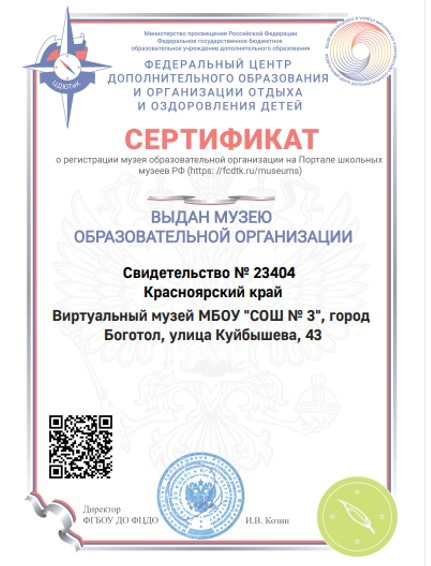 Министерство просвещения Российской Федерации
Федеральное государственное бюджетное
образовательное учреждение дополнительного образования
ФЕДЕРАЛЬНЫЙ ЦЕНТР
ДОПОЛНИТЕЛЬНОГО ОБРАЗОВАНИЯ
И ОРГАНИЗАЦИИ ОТДЫХА
И ОЗДОРОВЛЕНИЯ ДЕТЕЙ
ЦДЮТиК
СЕРТИФИКАТ
о регистрации музея образовательной организации на Портале школьных
музеев РФ (https: //fcdtk.ru/museums)
ВЫДАН МУЗЕЮ
ОБРАЗОВАТЕЛЬНОЙ ОРГАНИЗАЦИИ
Свидетельство № 23404
Красноярский край
Виртуальный музей МБОУ "СОШ № 3", город
Боготол, улица Куйбышева, 43
Директор
ФГБОУ ДО ФЦДО
И.В. Козин